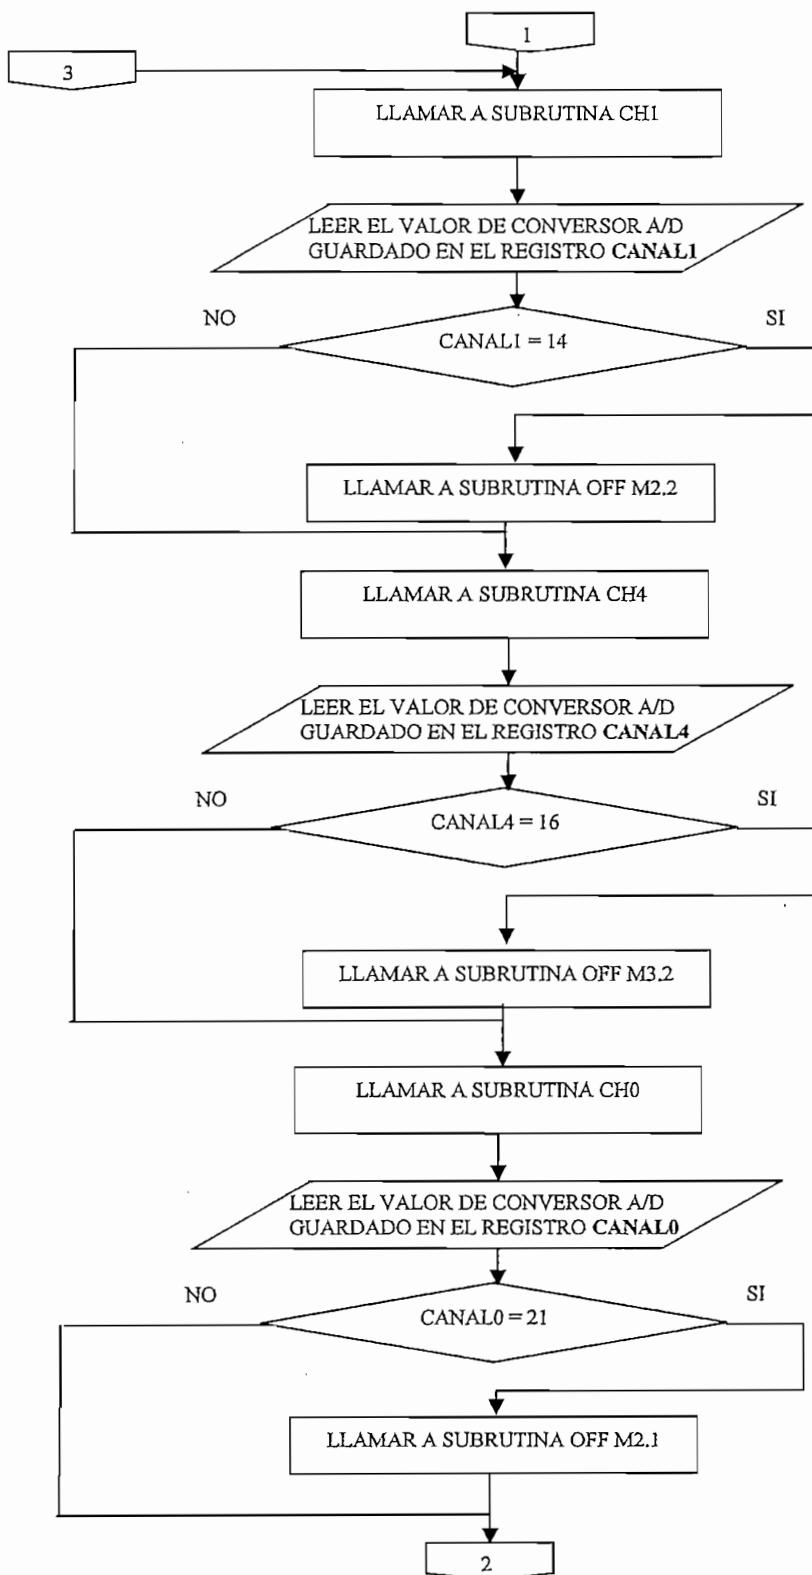 1
3
LLAMAR A SUBRUTINA CH1
LEER EL VALOR DE CONVERSOR A/D
GUARDADO EN EL REGISTRO CANAL1
NO
SI
CANAL1 = 14
LLAMAR A SUBRUTINA OFF M2.2
LLAMAR A SUBRUTINA CH4
LEER EL VALOR DE CONVERSOR A/D
GUARDADO EN EL REGISTRO CANAL4
NO
SI
CANAL4 = 16
LLAMAR A SUBRUTINA OFF M3.2
LLAMAR A SUBRUTINA CH0
LEER EL VALOR DE CONVERSOR A/D
GUARDADO EN EL REGISTRO CANAL0
NO
SI
CANAL0 = 21
LLAMAR A SUBRUTINA OFF M2.1
2